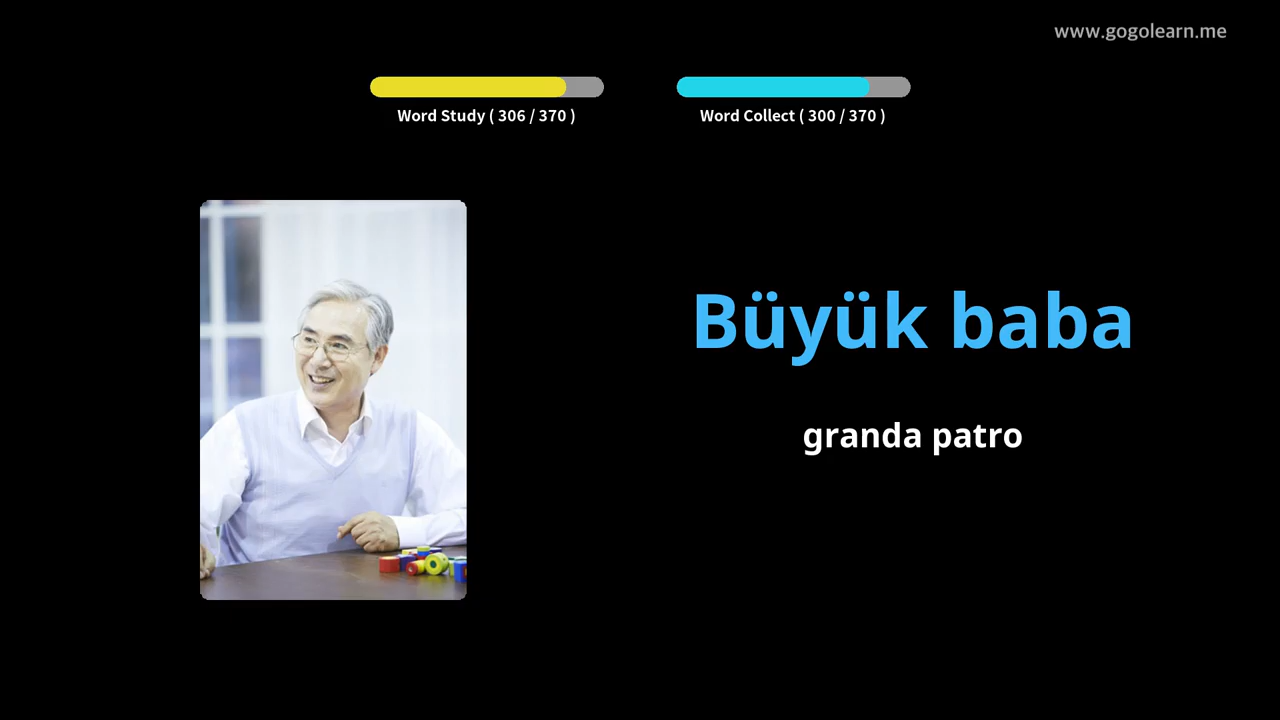 www.gogolearn.me
Word Study ( 306 / 370 )
Word Collect ( 300 / 370 )
Büyük baba
granda patro